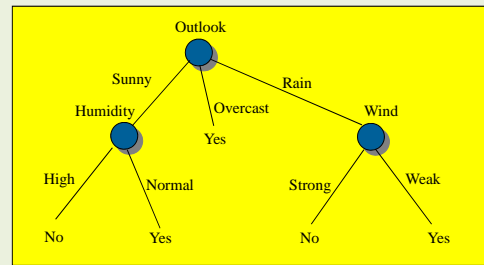 Outlook
Sunny
Rain
Humidity
Overcast
Wind
Yes
High
Normal
Strong
Weak
No
Yes
No
Yes